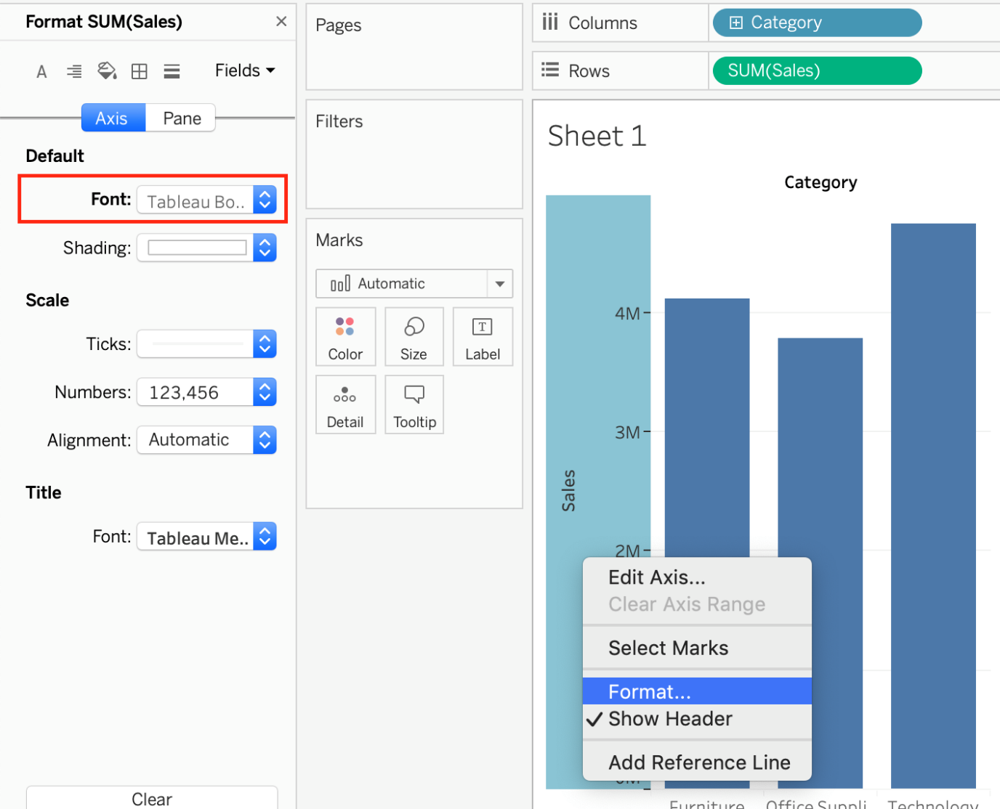 Format SUM(Sales)
A
Fields
Axis
Pane
Default
Font:
Tableau Bo..
Shading:
Scale
Ticks:
Numbers:
123,456
Alignment:
Automatic
Title
Font:
Tableau Me..
Clear
Pages
Filters
Marks
Automatic
Color
Size
T
Label
Detail
Tooltip
Columns
Category
Rows
SUM(Sales)
Sheet 1
Category
4M
3M
Sales
2M
Edit Axis...
Clear Axis Range
Select Marks
Format...
Show Header
Add Reference Line
Furniture
Office Suppli
Technology